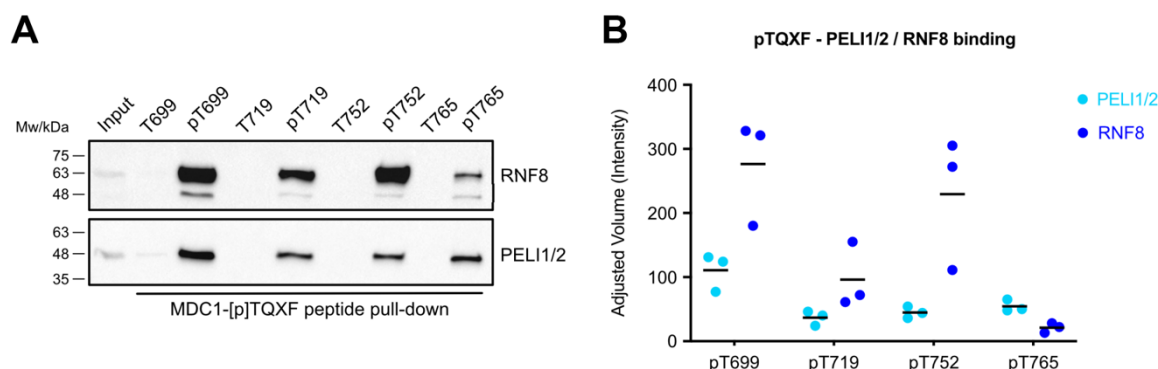 A
Mw/kDa
Input T699 pT699 T719 pT719 T752 pT752 T765 pT765
75
63
48
RNF8
63
48
35
PELI1/2
MDC1-[p]TQXF peptide pull-down
B
pTQXF - PELI1/2 / RNF8 binding
Adjusted Volume (Intensity)
400
300
200
100
0
pT699 pT719 pT752 pT765
PELI1/2
RNF8